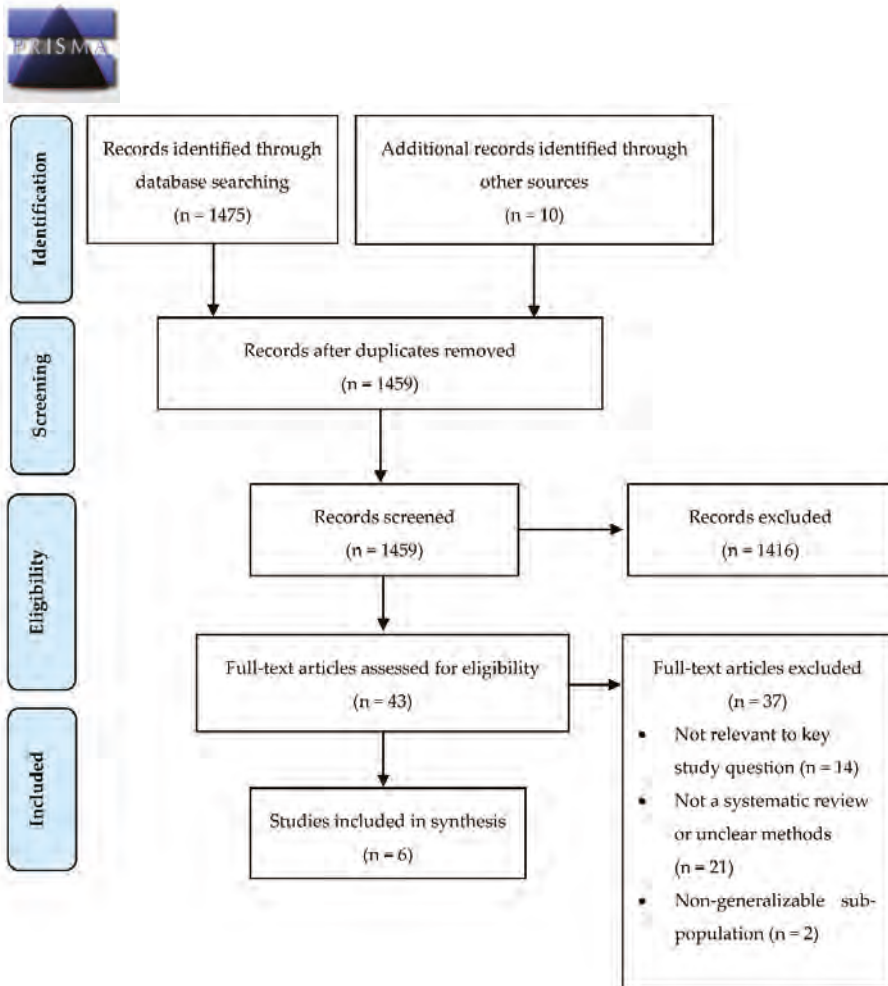 PRISMA
Identification
Records identified through
database searching
(n = 1475)
Additional records identified through
other sources
(n = 10)
Screening
Records after duplicates removed
(n = 1459)
Eligibility
Records screened
(n = 1459)
Records excluded
(n = 1416)
Full-text articles assessed for eligibility
(n = 43)
Full-text articles excluded
(n = 37)
• Not relevant to key
study question (n = 14)
• Not a systematic review
or unclear methods
(n = 21)
• Non-generalizable sub-
population (n = 2)
Included
Studies included in synthesis
(n = 6)